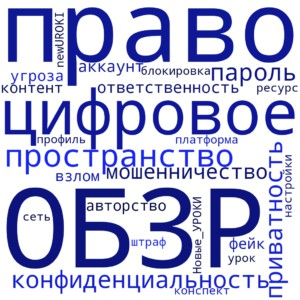 право
newUROKI
аккаунт
угроза
блокировка
пароль
контент
ответственность
ресурс
цифровое
профиль
платформа
пространство
настройки
приватность
взлом
мошенничество
ОБЗР
авторство
Новые_УРОКИ
сеть
фейк
штраф
урок
конфиденциальность
конспект